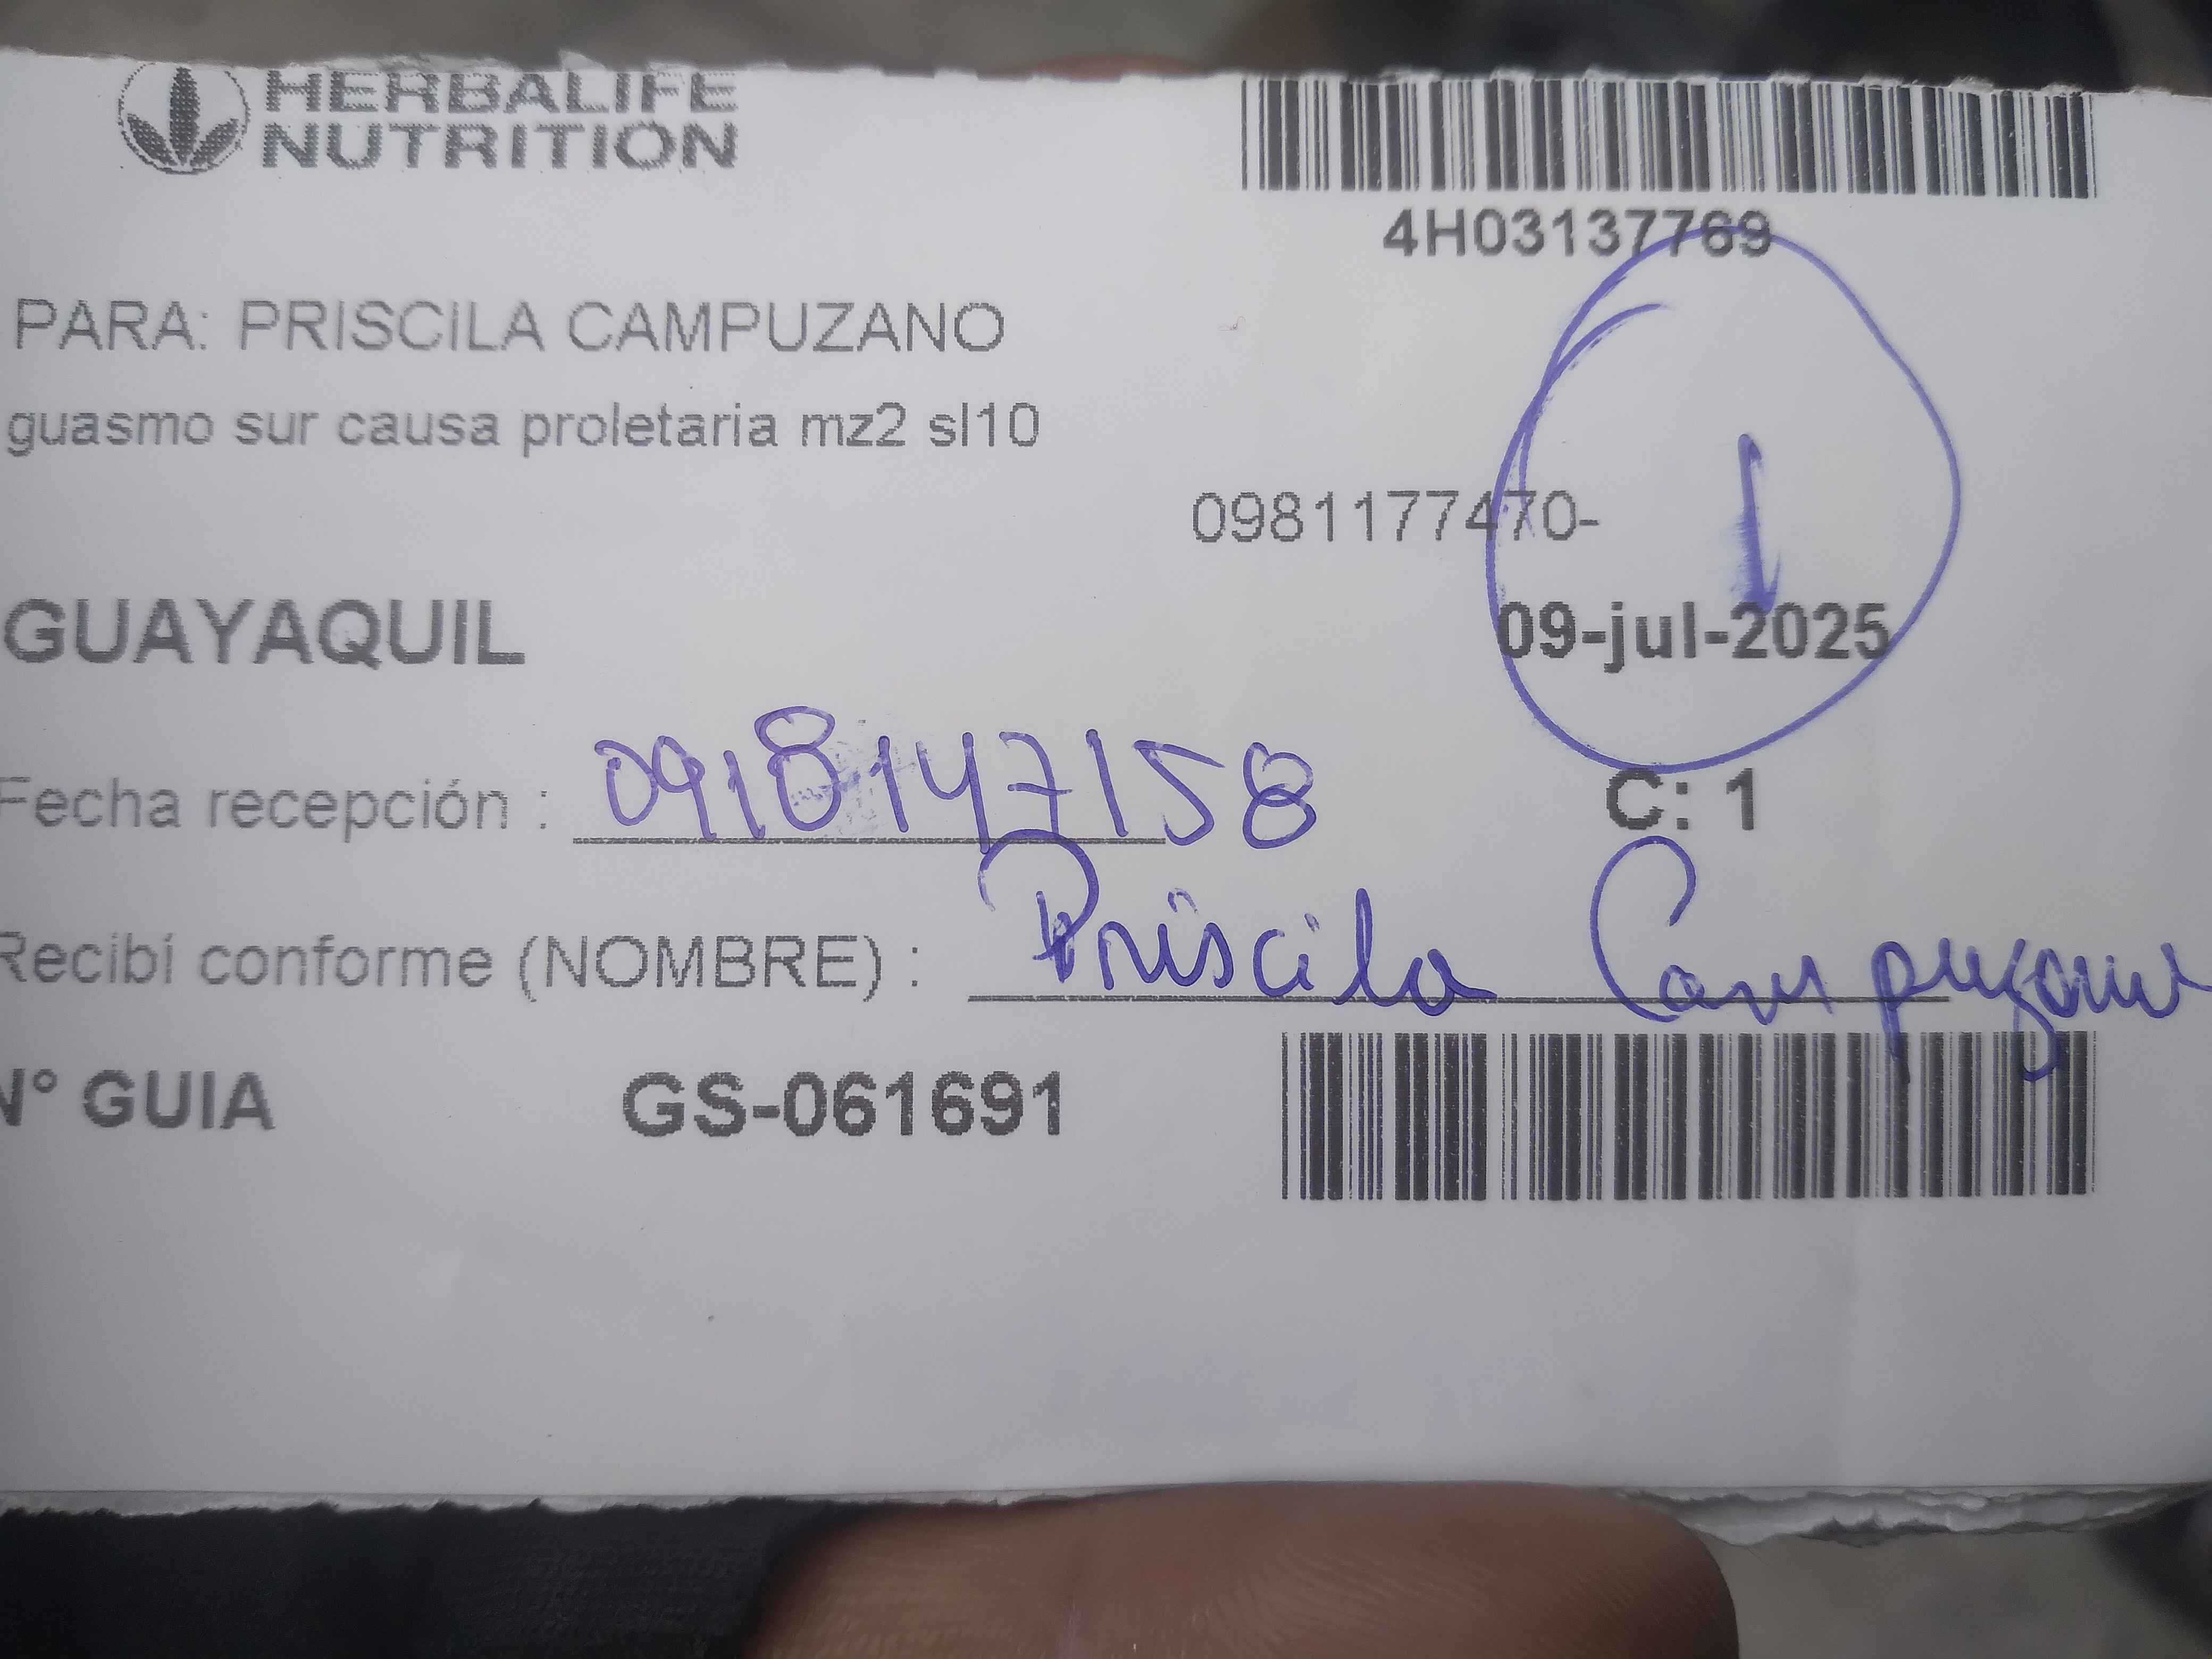 HERBALIFE
NUTRITION
4H03137769
PARA: PRISCILA CAMPUZANO
guasmo sur causa proletaria mz2 sl10
0981177470-
1
GUAYAQUIL
09-jul-2025
Fecha recepción : 0918147158
C: 1
Recibí conforme (NOMBRE) : Priscila Campuzano
N° GUIA GS-061691